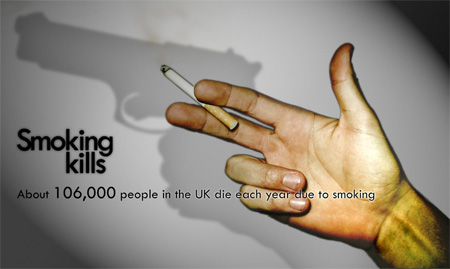 Smoking
kills
About 106,000 people in the UK die each year due to smoking